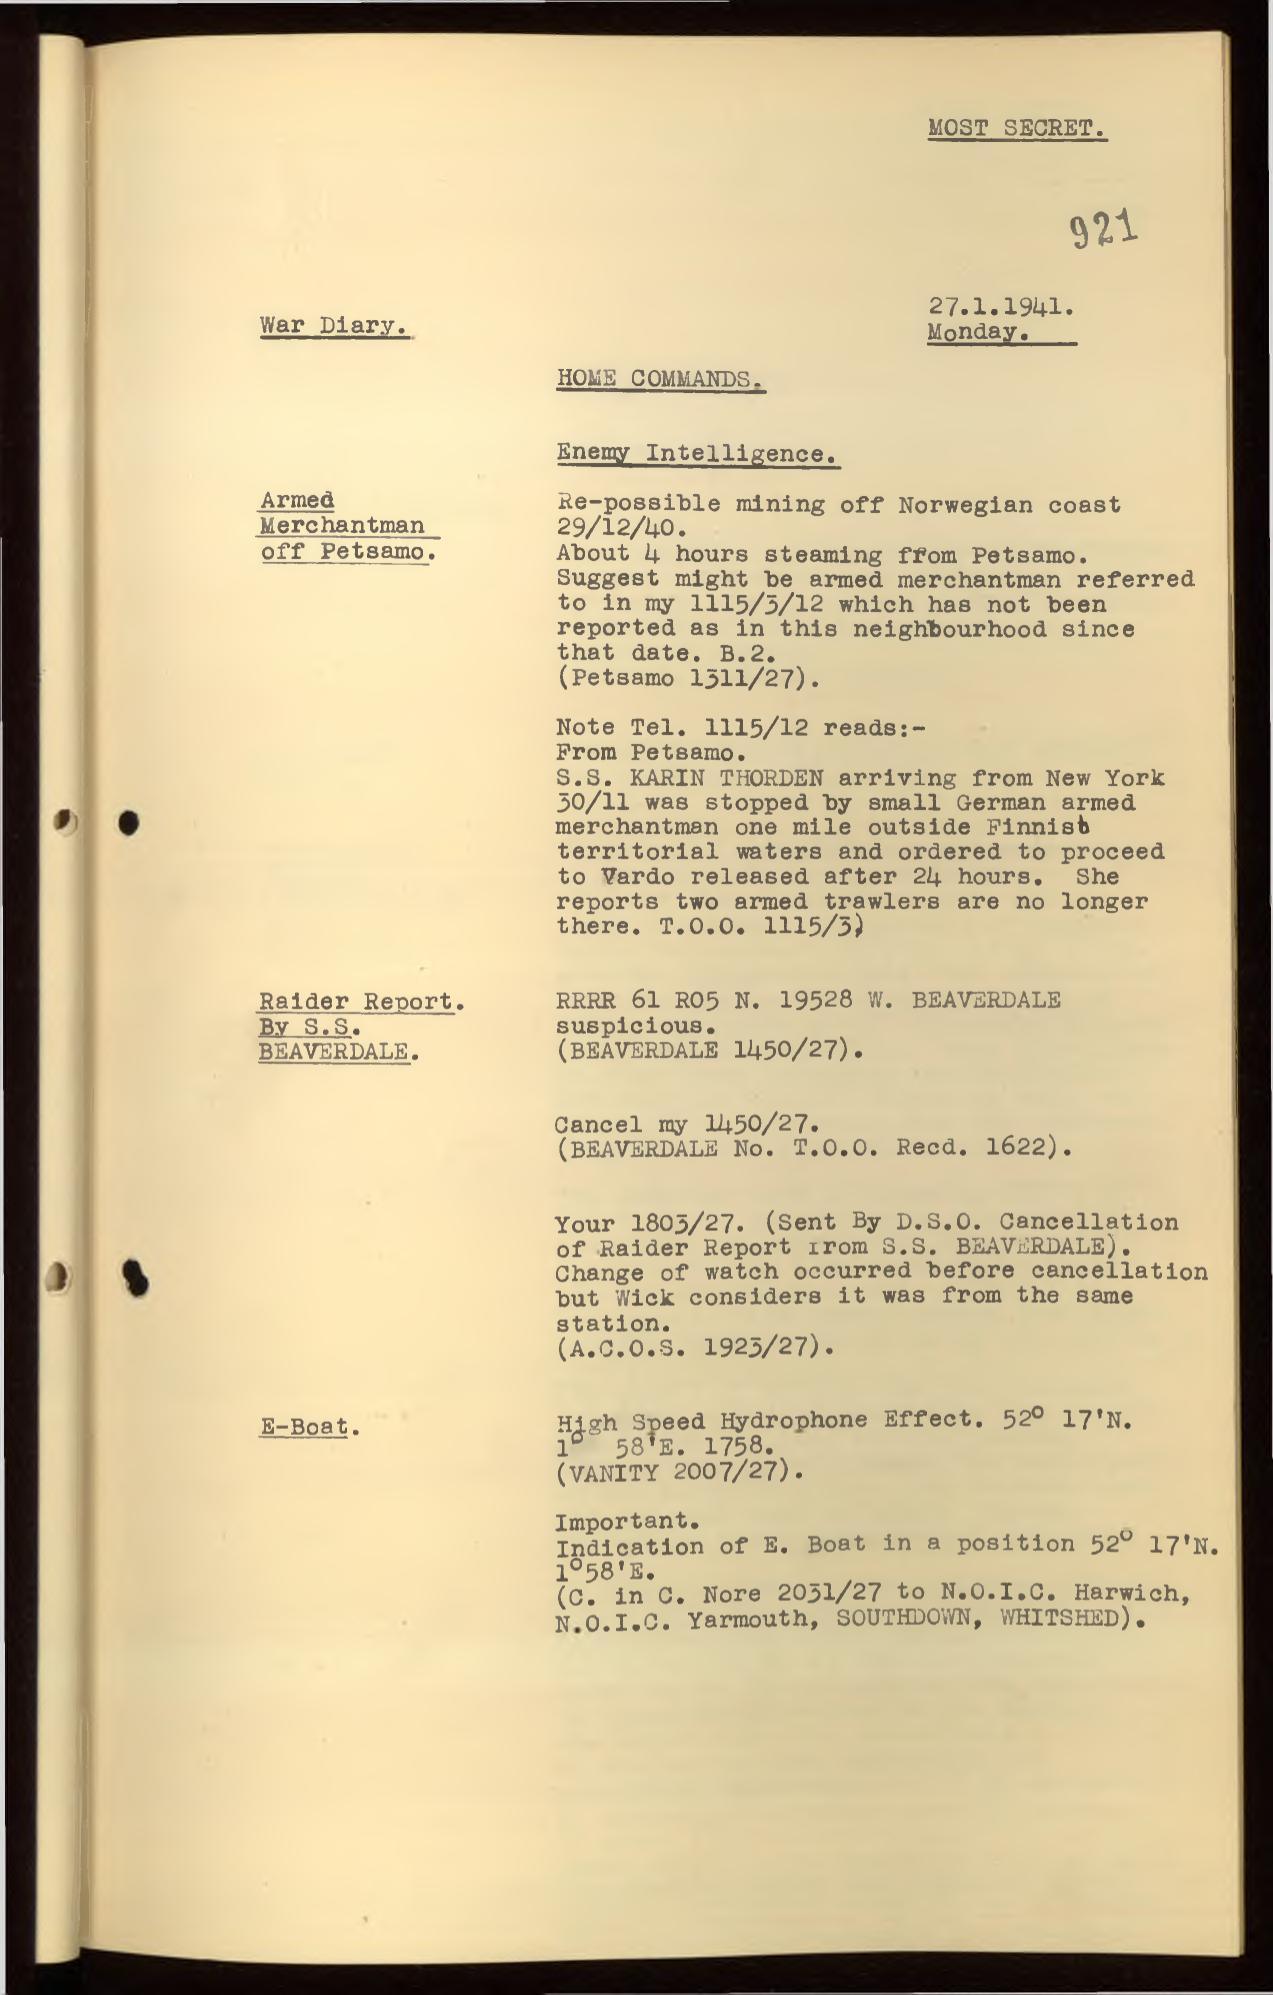 MOST SECRET.
921
27.1.1941.
War Diary.
Monday.
HOME COMMANDS.
Enemy Intelligence.
Armed
Merchantman
off Petsamo.
Re-possible mining off Norwegian coast
29/12/40.
About 4 hours steaming from Petsamo.
Suggest might be armed merchantman referred
to in my 1115/3/12 which has not been
reported as in this neighbourhood since
that date. B.2.
(Petsamo 1311/27).
Note Tel. 1115/12 reads:-
From Petsamo.
S.S. KARIN THORDEN arriving from New York
30/11 was stopped by small German armed
merchantman one mile outside Finnish
territorial waters and ordered to proceed
to Vardo released after 24 hours. She
reports two armed trawlers are no longer
there. T.O.O. 1115/3)
Raider Report.
By S.S.
BEAVERDALE.
RRRR 61 R05 N. 19528 W. BEAVERDALE
suspicious.
(BEAVERDALE 1450/27).
Cancel my 1450/27.
(BEAVERDALE No. T.O.O. Recd. 1622).
Your 1803/27. (Sent By D.S.O. Cancellation
of Raider Report from S.S. BEAVERDALE).
Change of watch occurred before cancellation
but Wick considers it was from the same
station.
(A.C.O.S. 1923/27).
E-Boat.
High Speed Hydrophone Effect. 52° 17'N.
1° 58'E. 1758.
(VANITY 2007/27).
Important.
Indication of E. Boat in a position 52° 17'N.
1°58'E.
(C. in C. Nore 2031/27 to N.O.I.C. Harwich,
N.O.I.C. Yarmouth, SOUTHDOWN, WHITSHED).